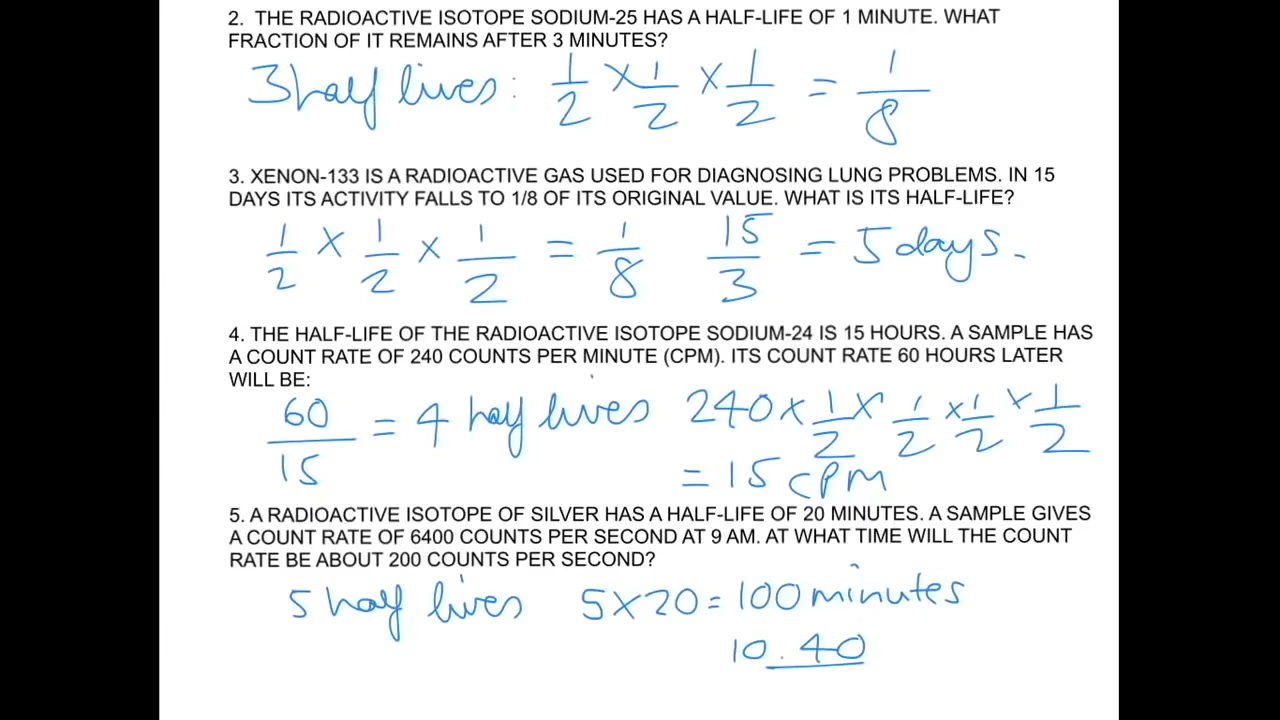 2. THE RADIOACTIVE ISOTOPE SODIUM-25 HAS A HALF-LIFE OF 1 MINUTE. WHAT
FRACTION OF IT REMAINS AFTER 3 MINUTES?
3 half lives: 1/2 × 1/2 × 1/2 = 1/8
3. XENON-133 IS A RADIOACTIVE GAS USED FOR DIAGNOSING LUNG PROBLEMS. IN 15
DAYS ITS ACTIVITY FALLS TO 1/8 OF ITS ORIGINAL VALUE. WHAT IS ITS HALF-LIFE?
1/2 × 1/2 × 1/2 = 1/8 15/3 = 5 days.
4. THE HALF-LIFE OF THE RADIOACTIVE ISOTOPE SODIUM-24 IS 15 HOURS. A SAMPLE HAS
A COUNT RATE OF 240 COUNTS PER MINUTE (CPM). ITS COUNT RATE 60 HOURS LATER
WILL BE:
60/15 = 4 half lives 240 × 1/2 × 1/2 × 1/2 × 1/2
= 15 CPM
5. A RADIOACTIVE ISOTOPE OF SILVER HAS A HALF-LIFE OF 20 MINUTES. A SAMPLE GIVES
A COUNT RATE OF 6400 COUNTS PER SECOND AT 9 AM. AT WHAT TIME WILL THE COUNT
RATE BE ABOUT 200 COUNTS PER SECOND?
5 half lives 5 × 20 = 100 minutes
10.40